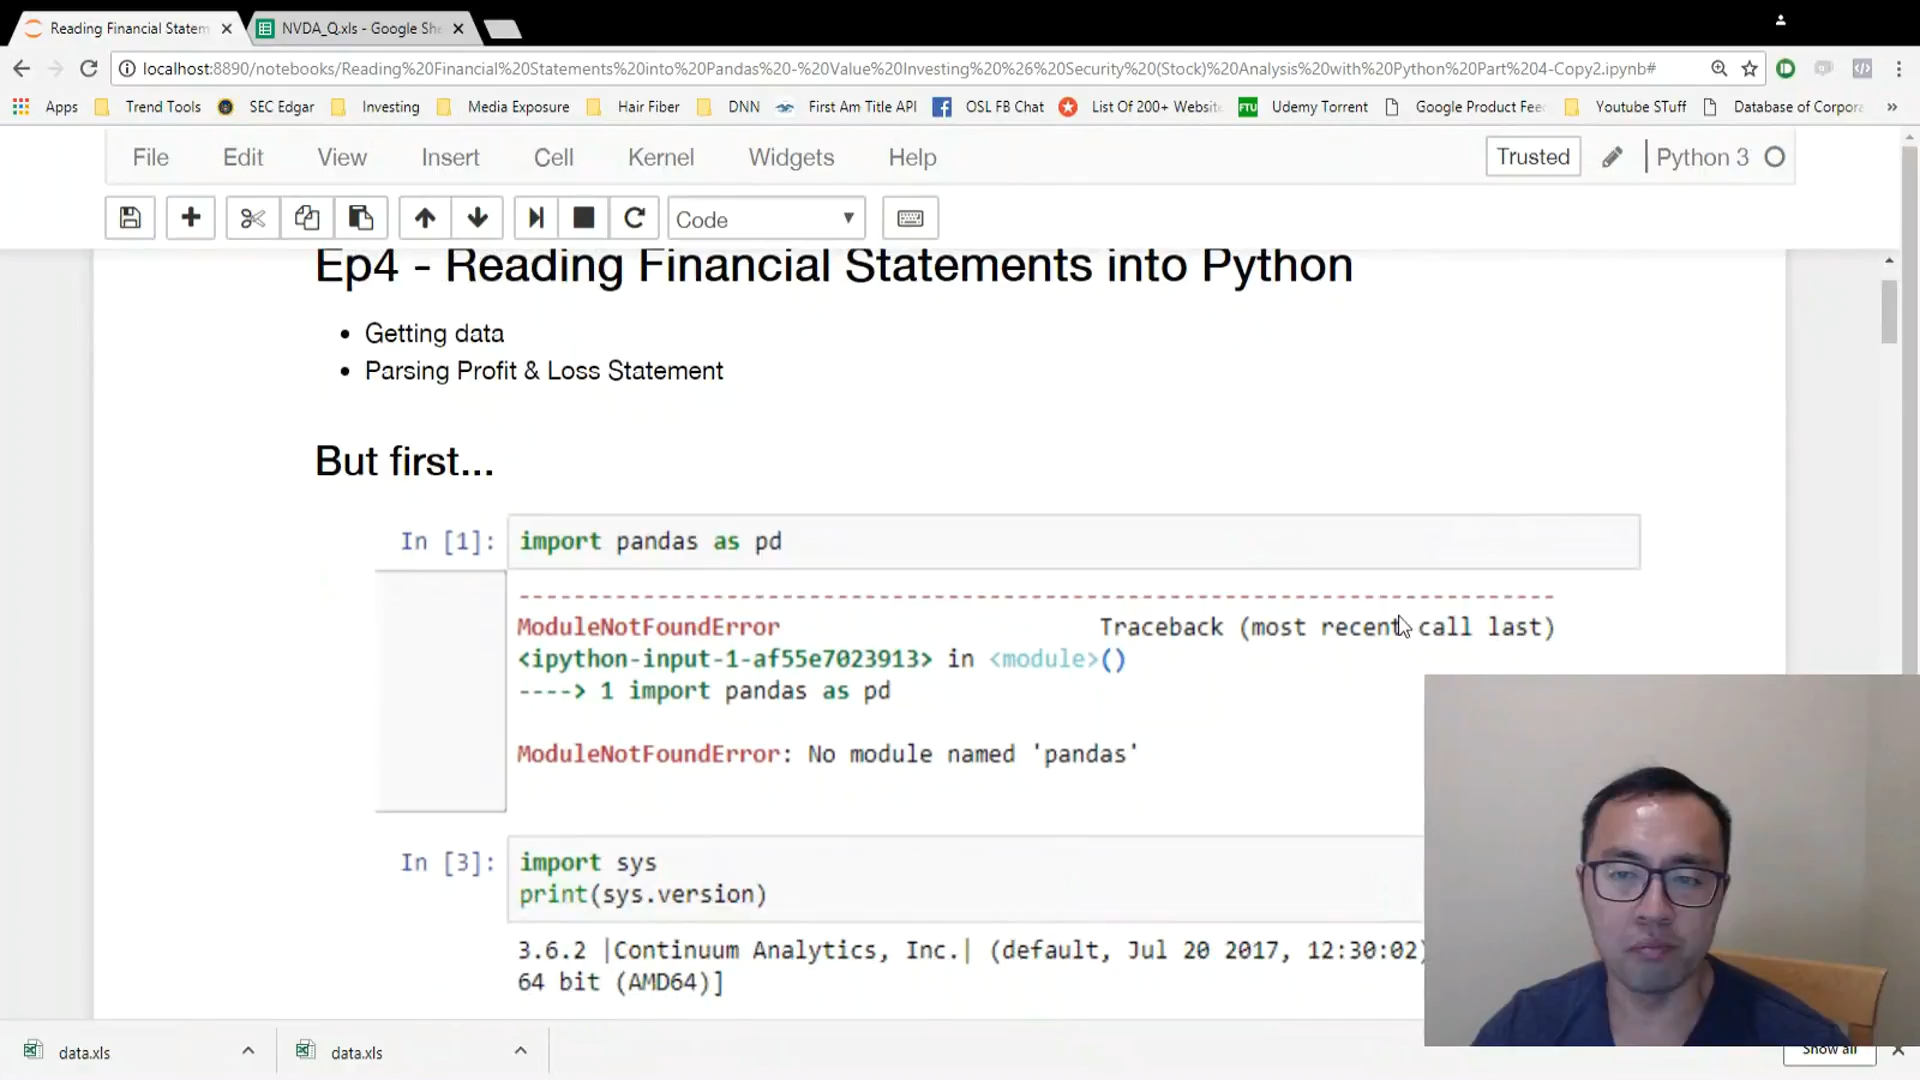 Reading Financial Statem
NVDA_Q.xls - Google She
localhost:8890/notebooks/Reading%20Financial%20Statements%20into%20Pandas%20-%20Value%20Investing%20%26%20Security%20(Stock)%20Analysis%20with%20Python%20Part%204-Copy2.ipynb#
Apps Trend Tools SEC Edgar Investing Media Exposure Hair Fiber DNN First Am Title API OSL FB Chat List Of 200+ Website FTU Udemy Torrent Google Product Fee Youtube STuff Database of Corpora »
File Edit View Insert Cell Kernel Widgets Help Trusted Python 3
Code
Ep4 - Reading Financial Statements into Python
• Getting data
• Parsing Profit & Loss Statement
But first...
In [1]: import pandas as pd
---------------------------------------------------------------------------
ModuleNotFoundError Traceback (most recent call last)
<ipython-input-1-af55e7023913> in <module>()
----> 1 import pandas as pd
ModuleNotFoundError: No module named 'pandas'
In [3]: import sys
print(sys.version)
3.6.2 |Continuum Analytics, Inc.| (default, Jul 20 2017, 12:30:02)
64 bit (AMD64)]
data.xls
data.xls
Show all